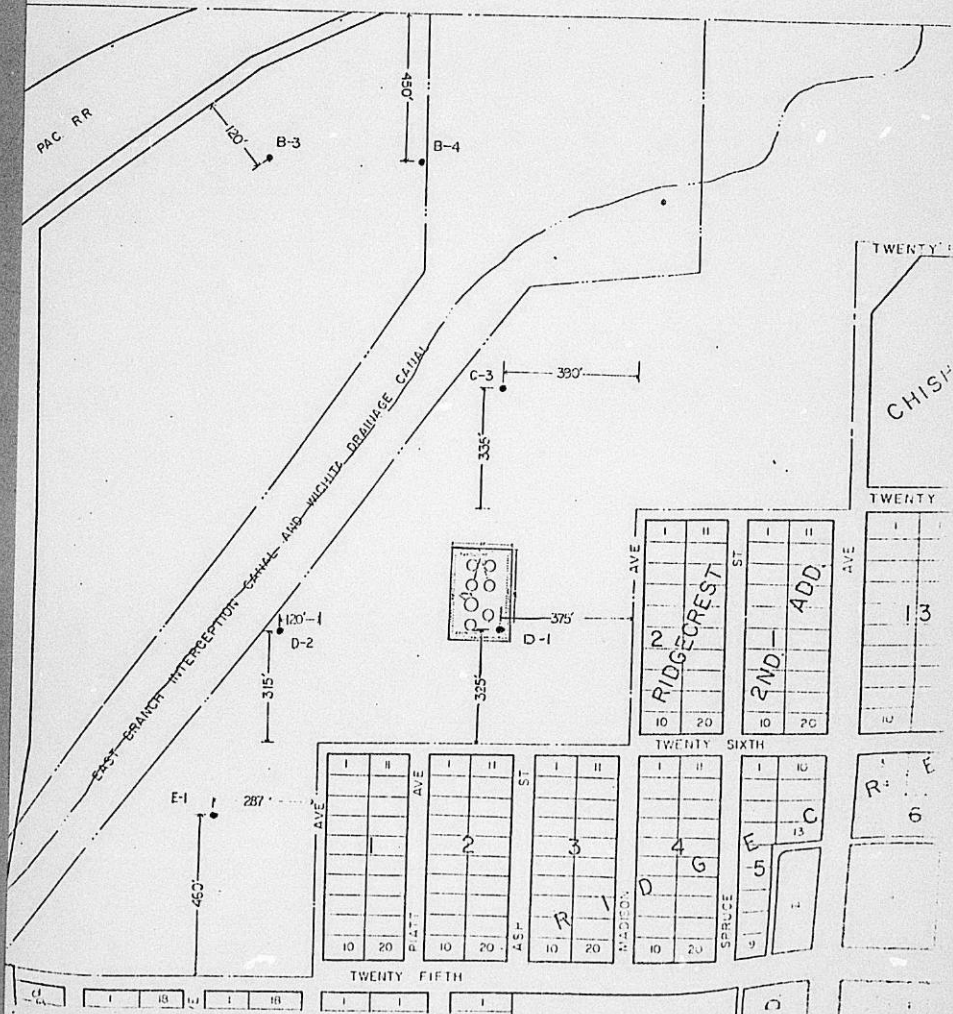 PAC. RR
120'
B-3
450'
B-4
TWENTY
C-3
390'
335'
CHISH
EAST BRANCH INTERCEPTION CANAL AND WICHITA DRAINAGE CANAL
TWENTY
AVE
ST
AVE
1 11
1 11
1
2
RIDGECREST
2ND. 1
ADD.
13
120'
D-2
375'
D-1
315'
325'
10 20
10 20
10
TWENTY SIXTH
E-1
287
460'
AVE
AVE
ST
1 11
1 11
1 11
1 11
1 10
1
2
3
4
5
13
6
R I D G E C R E
PIATT
ASH
MADISON
SPRUCE
10 20
10 20
10 20
10 20
9
TWENTY FIFTH
1 18
1 18
1 1
1